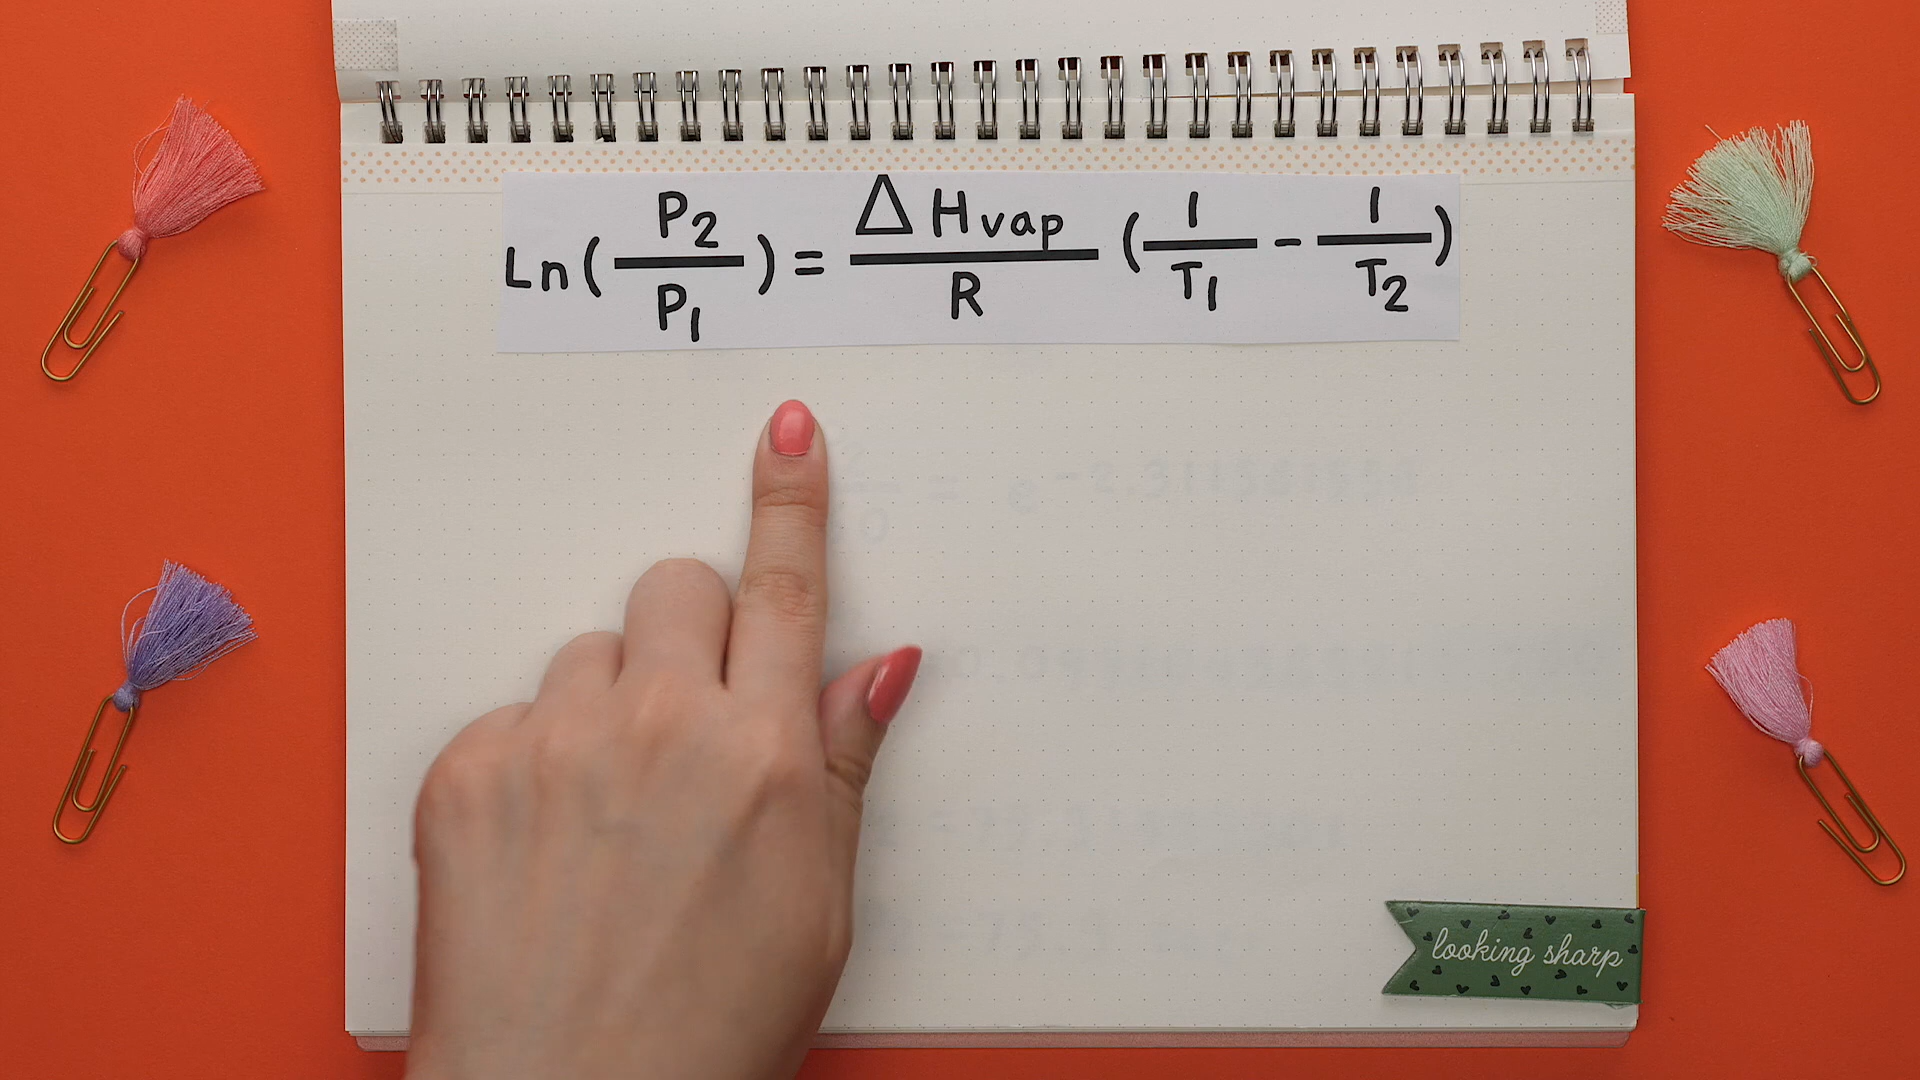 Ln(P2/P1) = ΔHvap/R (1/T1 - 1/T2)
looking sharp